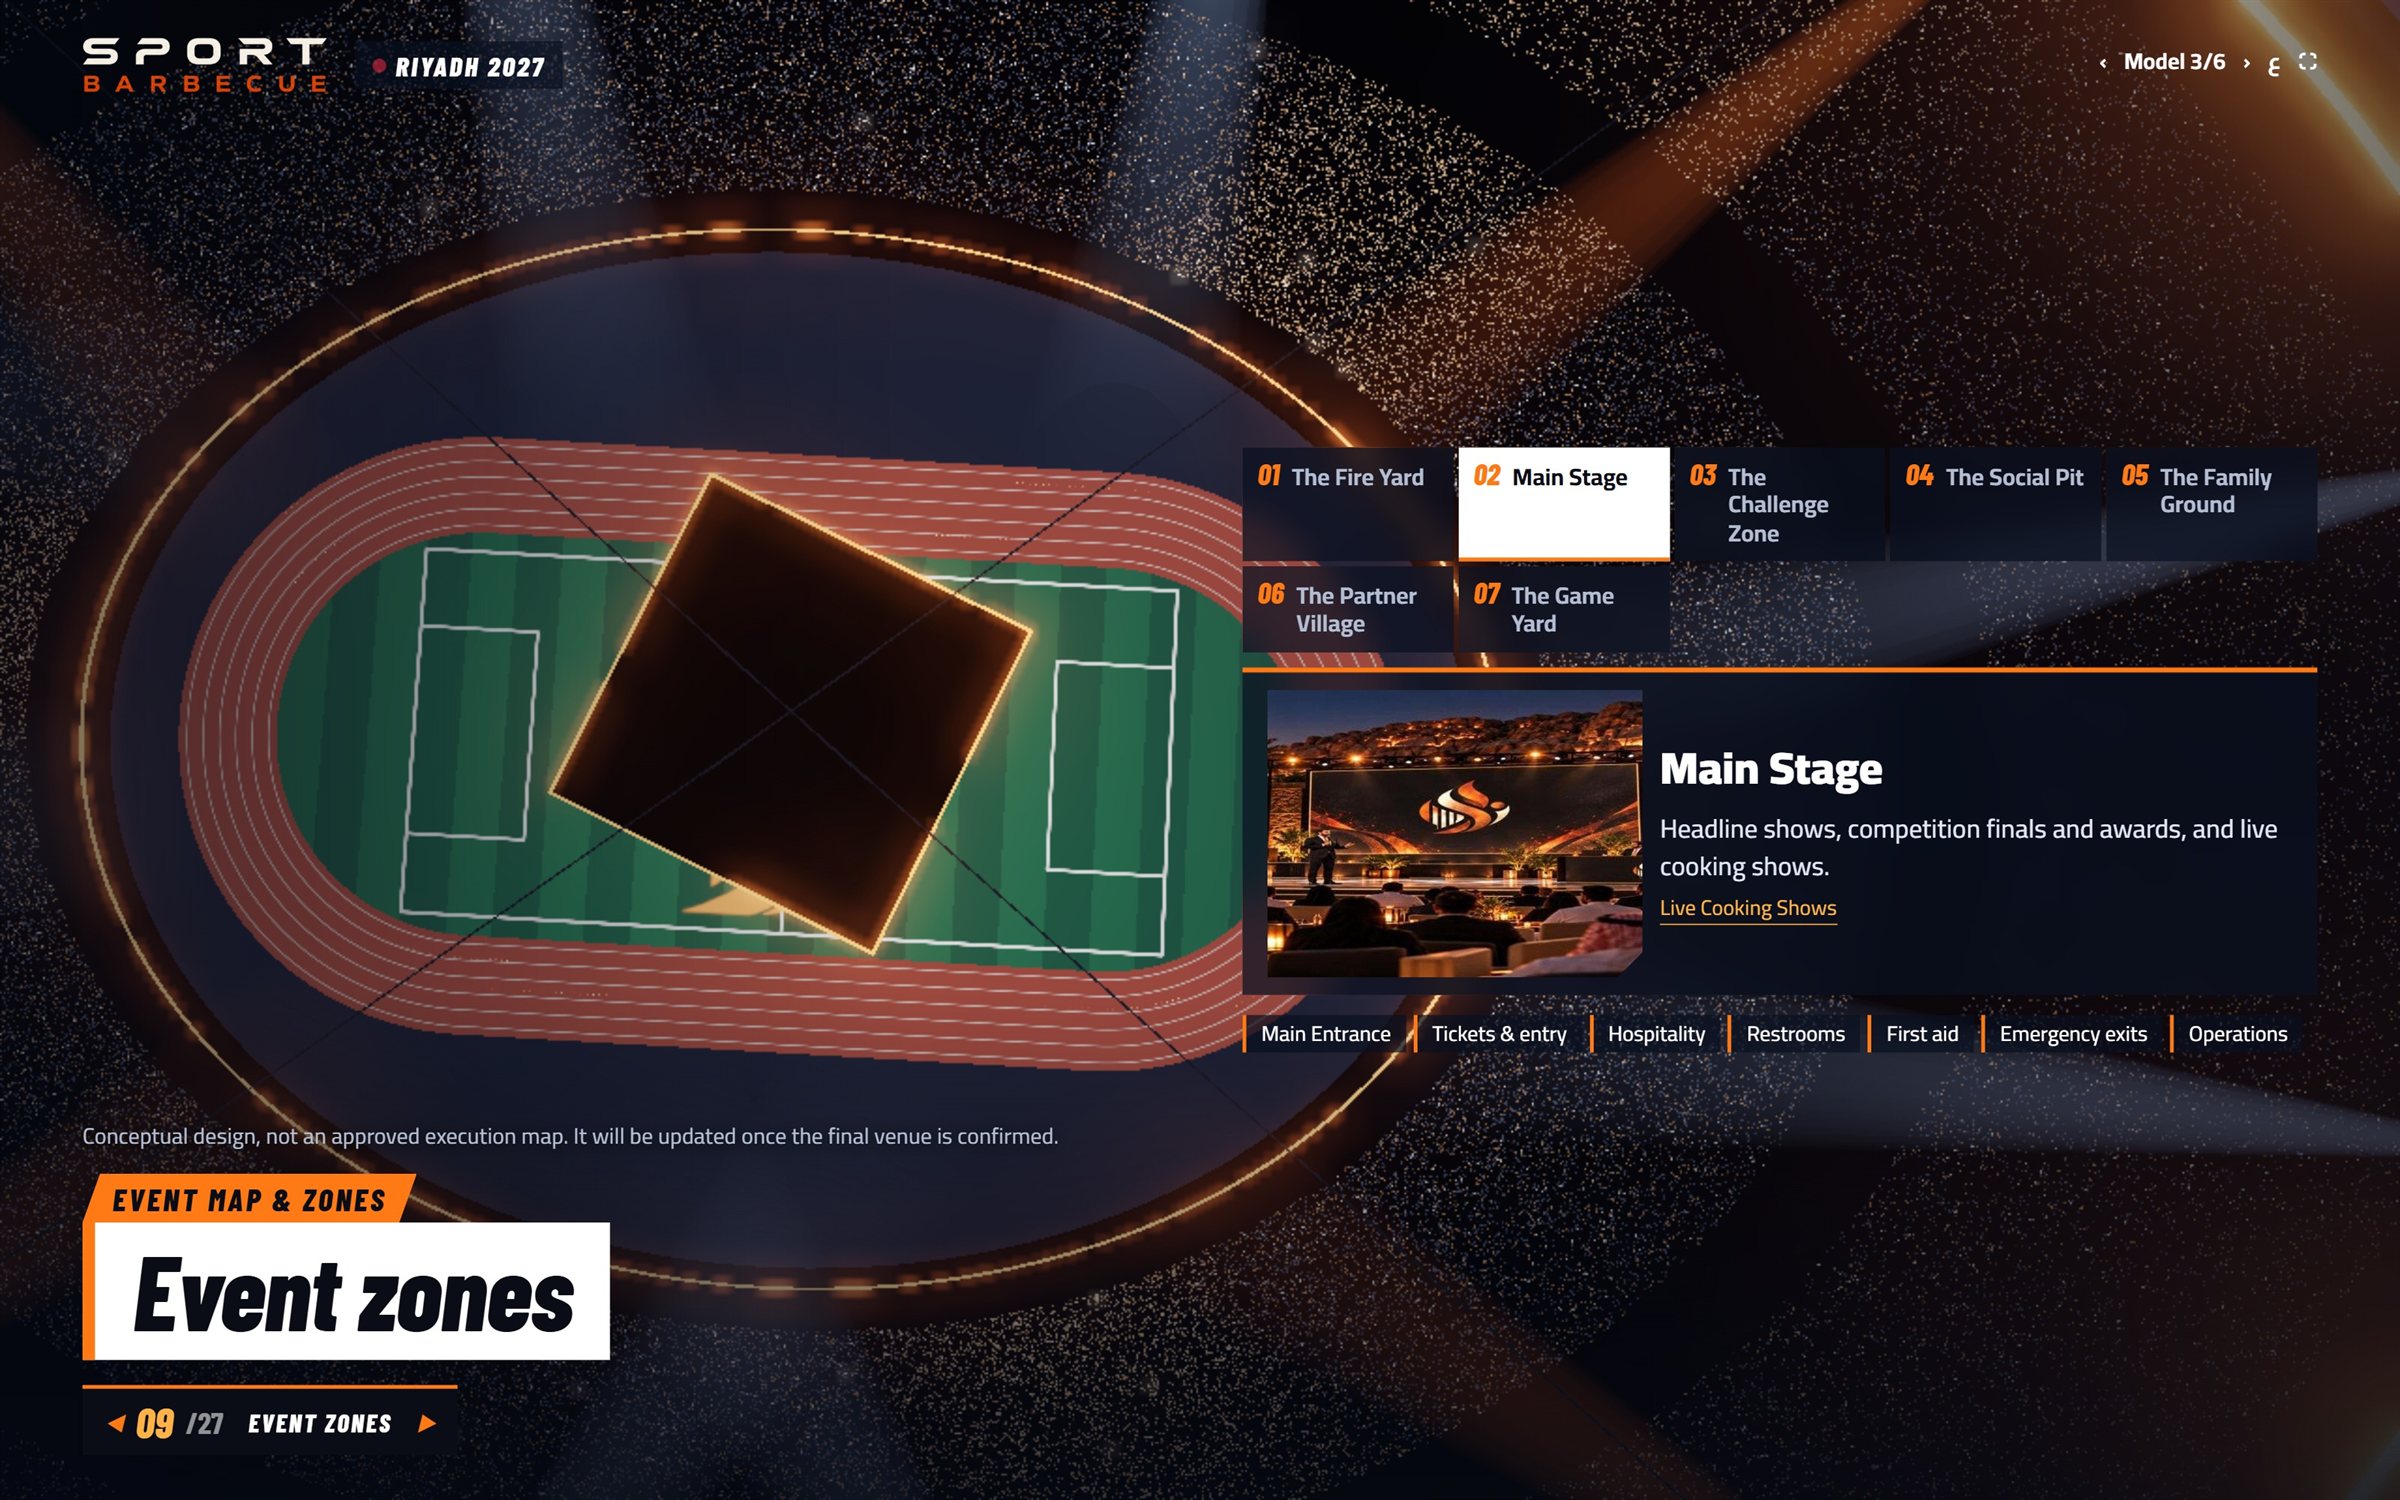 SPORT
BARBECUE
RIYADH 2027
‹ Model 3/6 › ع
01 The Fire Yard
02 Main Stage
03 The
Challenge
Zone
04 The Social Pit
05 The Family
Ground
06 The Partner
Village
07 The Game
Yard
Main Stage
Headline shows, competition finals and awards, and live
cooking shows.
Live Cooking Shows
Main Entrance
Tickets & entry
Hospitality
Restrooms
First aid
Emergency exits
Operations
Conceptual design, not an approved execution map. It will be updated once the final venue is confirmed.
EVENT MAP & ZONES
Event zones
09 /27 EVENT ZONES